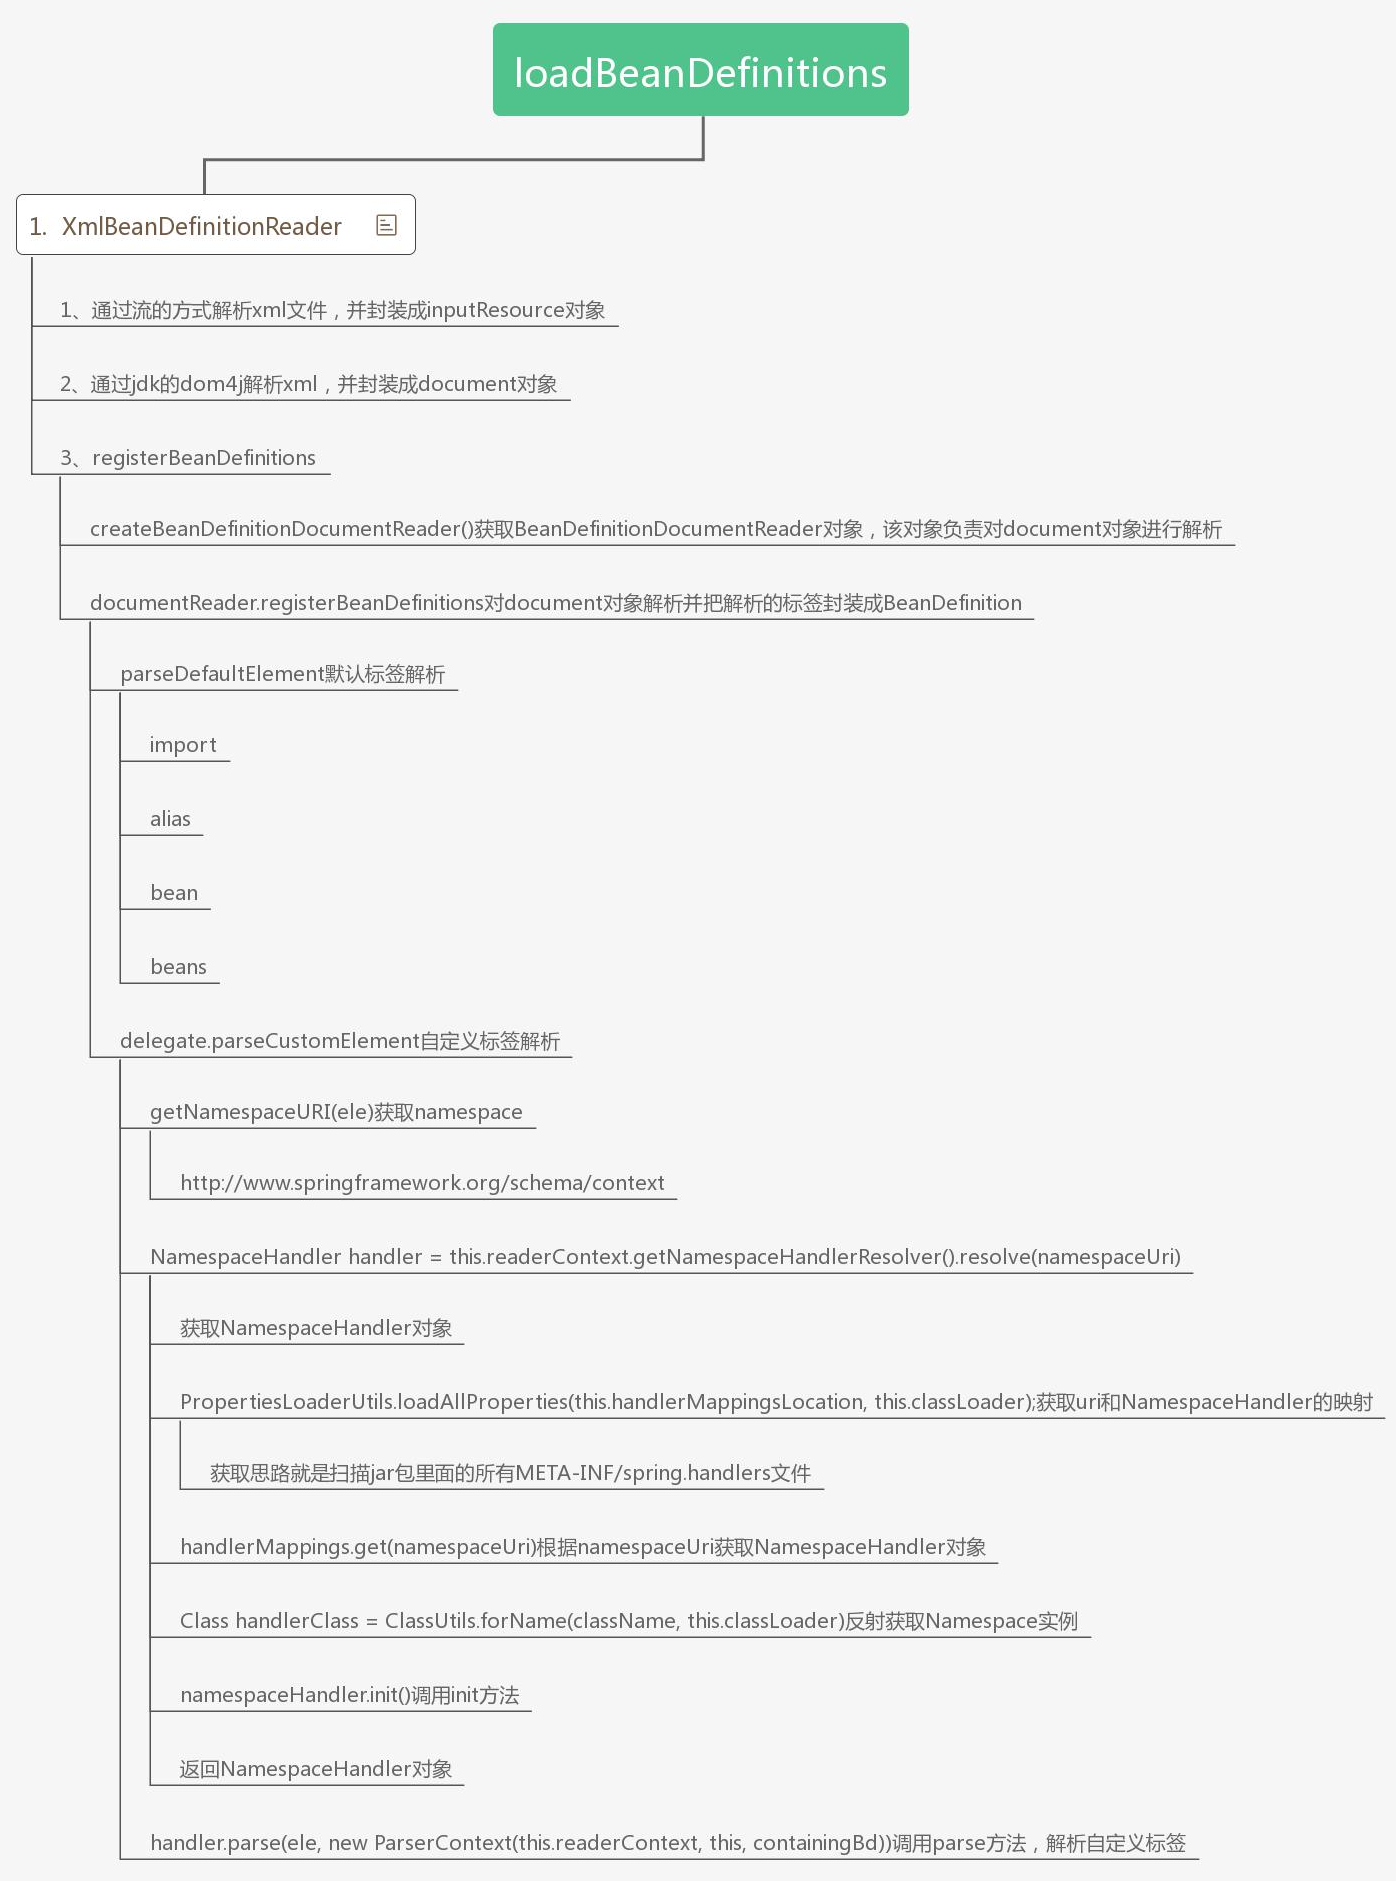 loadBeanDefinitions
1. XmlBeanDefinitionReader
1、通过流的方式解析xml文件，并封装成inputResource对象
2、通过jdk的dom4j解析xml，并封装成document对象
3、registerBeanDefinitions
createBeanDefinitionDocumentReader()获取BeanDefinitionDocumentReader对象，该对象负责对document对象进行解析
documentReader.registerBeanDefinitions对document对象解析并把解析的标签封装成BeanDefinition
parseDefaultElement默认标签解析
import
alias
bean
beans
delegate.parseCustomElement自定义标签解析
getNamespaceURI(ele)获取namespace
http://www.springframework.org/schema/context
NamespaceHandler handler = this.readerContext.getNamespaceHandlerResolver().resolve(namespaceUri)
获取NamespaceHandler对象
PropertiesLoaderUtils.loadAllProperties(this.handlerMappingsLocation, this.classLoader);获取uri和NamespaceHandler的映射
获取思路就是扫描jar包里面的所有META-INF/spring.handlers文件
handlerMappings.get(namespaceUri)根据namespaceUri获取NamespaceHandler对象
Class handlerClass = ClassUtils.forName(className, this.classLoader)反射获取Namespace实例
namespaceHandler.init()调用init方法
返回NamespaceHandler对象
handler.parse(ele, new ParserContext(this.readerContext, this, containingBd))调用parse方法，解析自定义标签